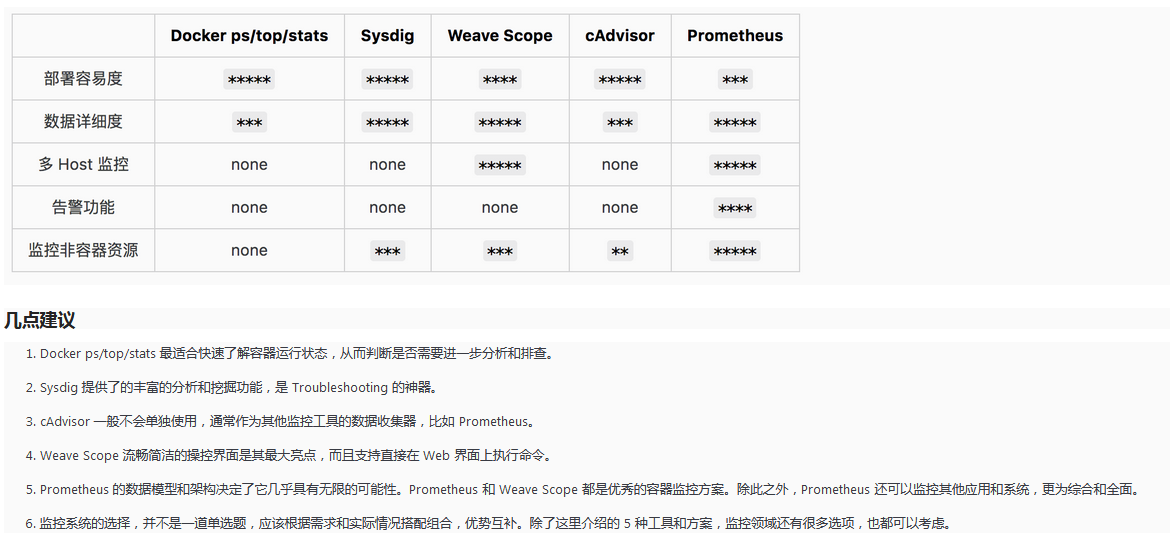 Docker ps/top/stats Sysdig Weave Scope cAdvisor Prometheus
部署容易度 ***** ***** **** ***** ***
数据详细度 *** ***** ***** *** *****
多 Host 监控 none none ***** none *****
告警功能 none none none none ****
监控非容器资源 none *** *** ** *****
几点建议
1. Docker ps/top/stats 最适合快速了解容器运行状态，从而判断是否需要进一步分析和排查。
2. Sysdig 提供了的丰富的分析和挖掘功能，是 Troubleshooting 的神器。
3. cAdvisor 一般不会单独使用，通常作为其他监控工具的数据收集器，比如 Prometheus。
4. Weave Scope 流畅简洁的操控界面是其最大亮点，而且支持直接在 Web 界面上执行命令。
5. Prometheus 的数据模型和架构决定了它几乎具有无限的可能性。Prometheus 和 Weave Scope 都是优秀的容器监控方案。除此之外，Prometheus 还可以监控其他应用和系统，更为综合和全面。
6. 监控系统的选择，并不是一道单选题，应该根据需求和实际情况搭配组合，优势互补。除了这里介绍的 5 种工具和方案，监控领域还有很多选项，也都可以考虑。